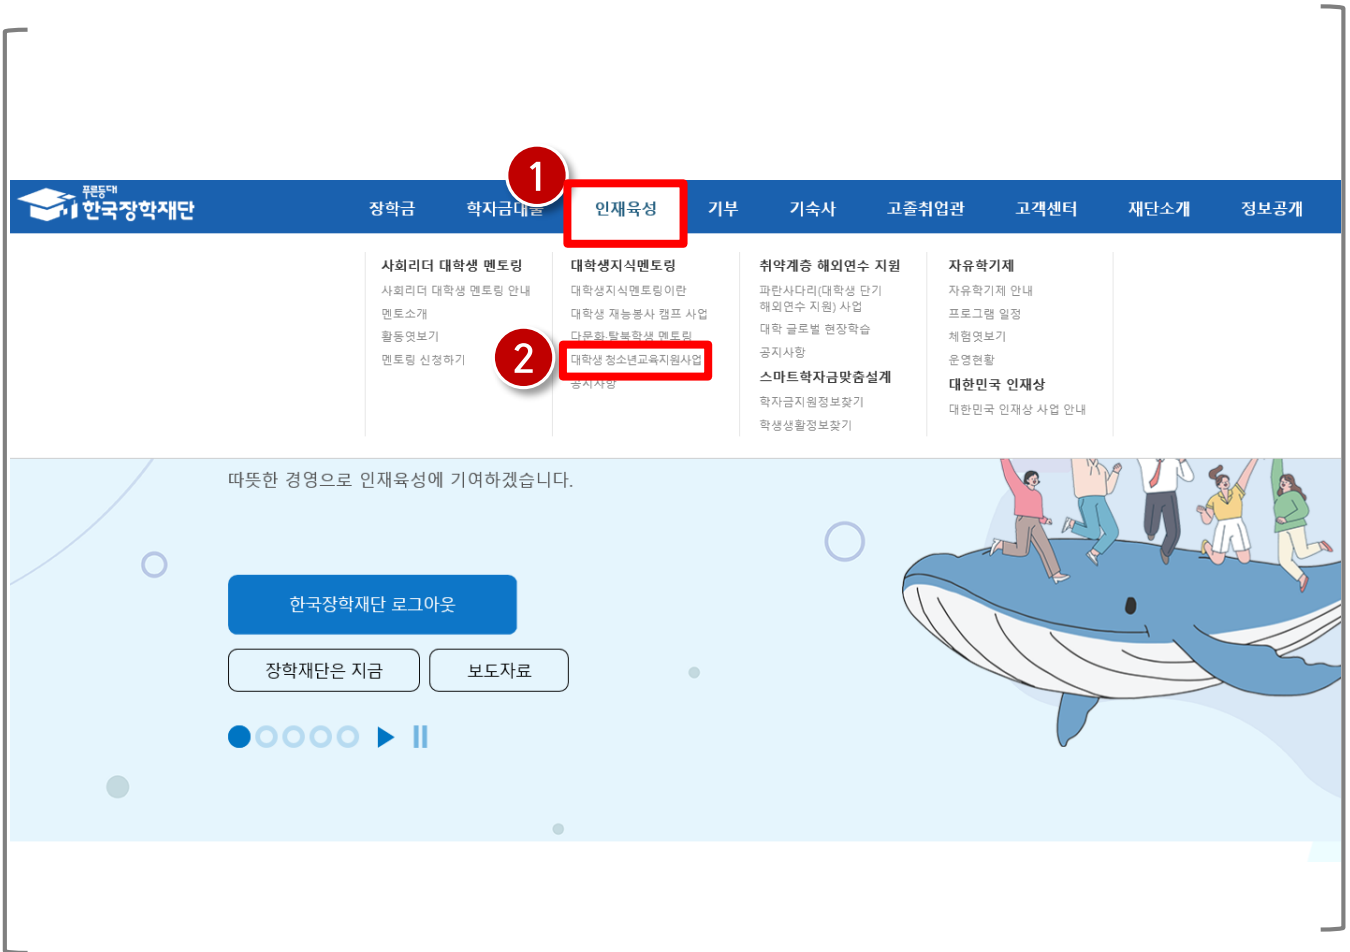 푸른등대
한국장학재단
장학금 학자금대출 인재육성 기부 기숙사 고졸취업관 고객센터 재단소개 정보공개
1
사회리더 대학생 멘토링
사회리더 대학생 멘토링 안내
멘토소개
활동엿보기
멘토링 신청하기
대학생지식멘토링
대학생지식멘토링이란
대학생 재능봉사 캠프 사업
다문화·탈북학생 멘토링
2
대학생 청소년교육지원사업
공지사항
취약계층 해외연수 지원
파란사다리(대학생 단기
해외연수 지원) 사업
대학 글로벌 현장학습
공지사항
스마트학자금맞춤설계
학자금지원정보찾기
학생생활정보찾기
자유학기제
자유학기제 안내
프로그램 일정
체험엿보기
운영현황
대한민국 인재상
대한민국 인재상 사업 안내
따뜻한 경영으로 인재육성에 기여하겠습니다.
한국장학재단 로그아웃
장학재단은 지금
보도자료